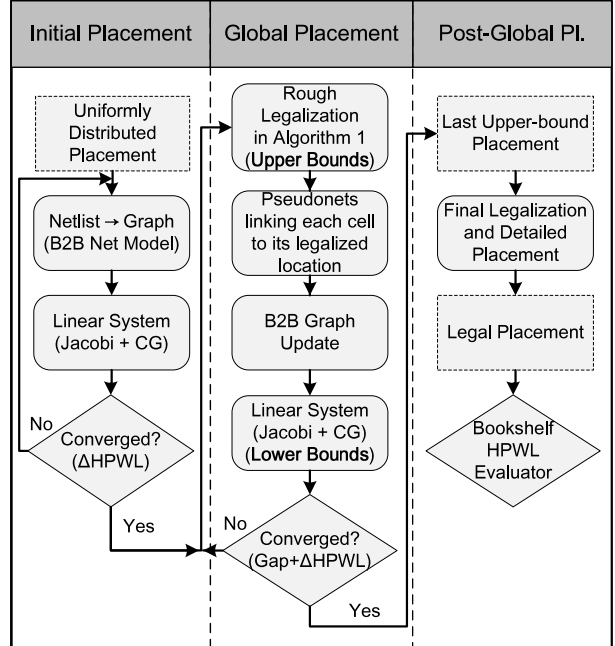 Initial Placement
Global Placement
Post-Global Pl.
Uniformly
Distributed
Placement
Netlist → Graph
(B2B Net Model)
Linear System
(Jacobi + CG)
No
Converged?
(ΔHPWL)
Yes
Rough
Legalization
in Algorithm 1
(Upper Bounds)
Pseudonets
linking each cell
to its legalized
location
B2B Graph
Update
Linear System
(Jacobi + CG)
(Lower Bounds)
No
Converged?
(Gap+ΔHPWL)
Yes
Last Upper-bound
Placement
Final Legalization
and Detailed
Placement
Legal Placement
Bookshelf
HPWL
Evaluator